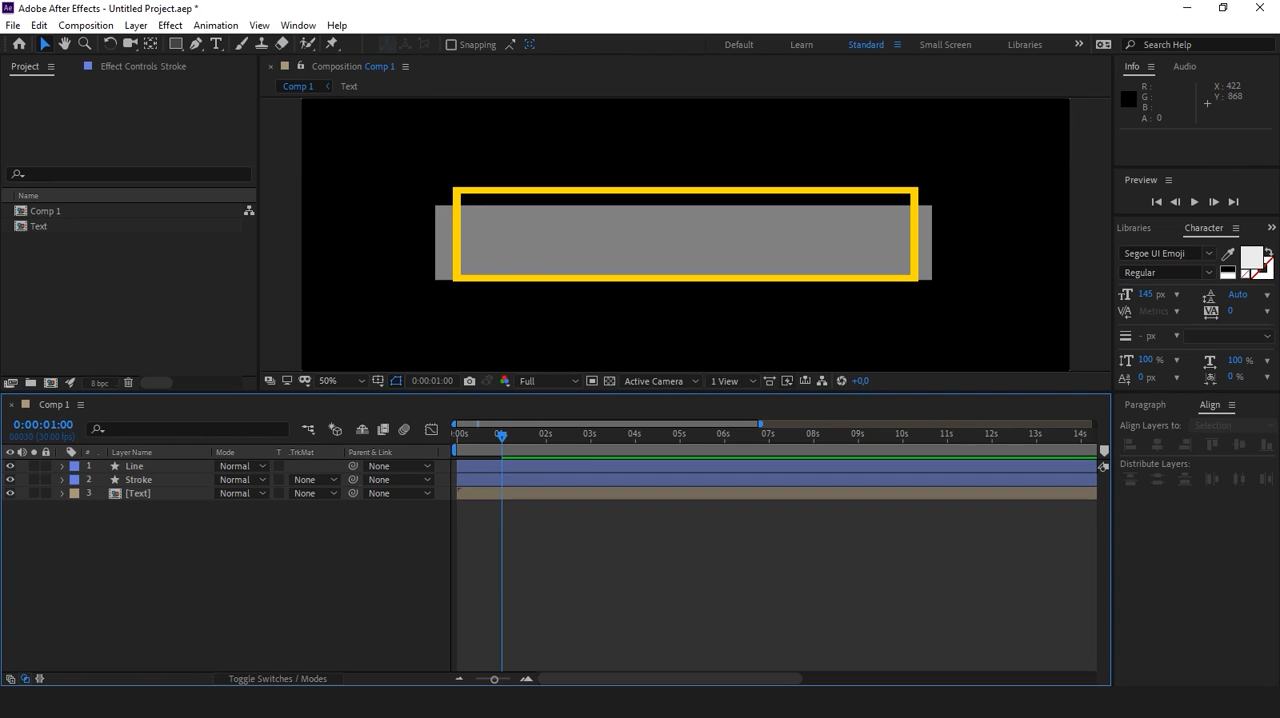 Adobe After Effects - Untitled Project.aep *
File Edit Composition Layer Effect Animation View Window Help
Snapping Default Learn Standard Small Screen Libraries Search Help
Project Effect Controls Stroke Composition Comp 1 Info Audio
Comp 1 Text
R :
G :
B :
A : 0
X : 422
Y : 868
Name
Comp 1
Text
Preview
Libraries Character
Segoe UI Emoji
Regular
145 px Auto
Metrics 0
- px
100 % 100 %
0 px 0 %
8 bpc 50% 0:00:01:00 Full Active Camera 1 View +0,0
Comp 1
Paragraph Align
Align Layers to: Selection
Distribute Layers:
0:00:01:00
00030 (30.00 fps)
:00s 02s 03s 04s 05s 06s 07s 08s 09s 10s 11s 12s 13s 14s
# Layer Name Mode T .TrkMat Parent & Link
1 Line Normal None
2 Stroke Normal None None
3 [Text] Normal None None
Toggle Switches / Modes